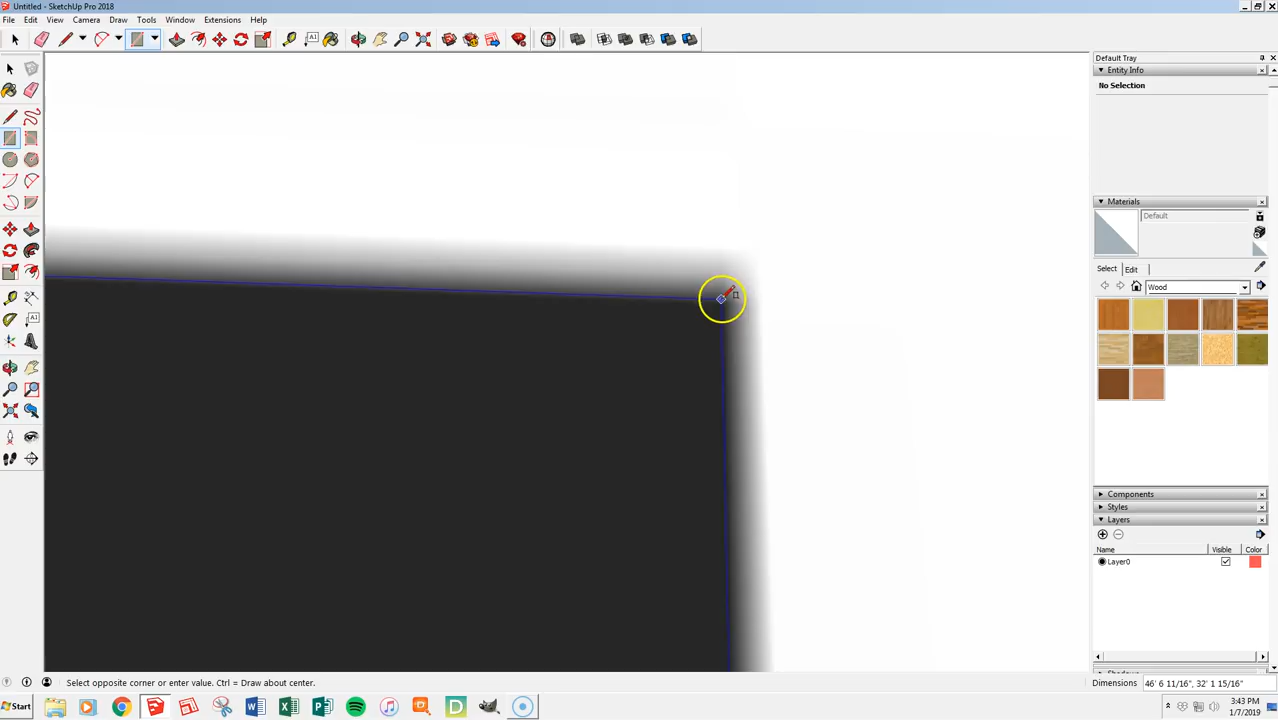 Untitled - SketchUp Pro 2018
File Edit View Camera Draw Tools Window Extensions Help
Default Tray
Entity Info
No Selection
Materials
Default
Select Edit
Wood
Components
Styles
Layers
Name Visible Color
Layer0
Select opposite corner or enter value. Ctrl = Draw about center.
Dimensions 46' 6 11/16", 32' 1 15/16"
Start
3:43 PM
1/7/2019